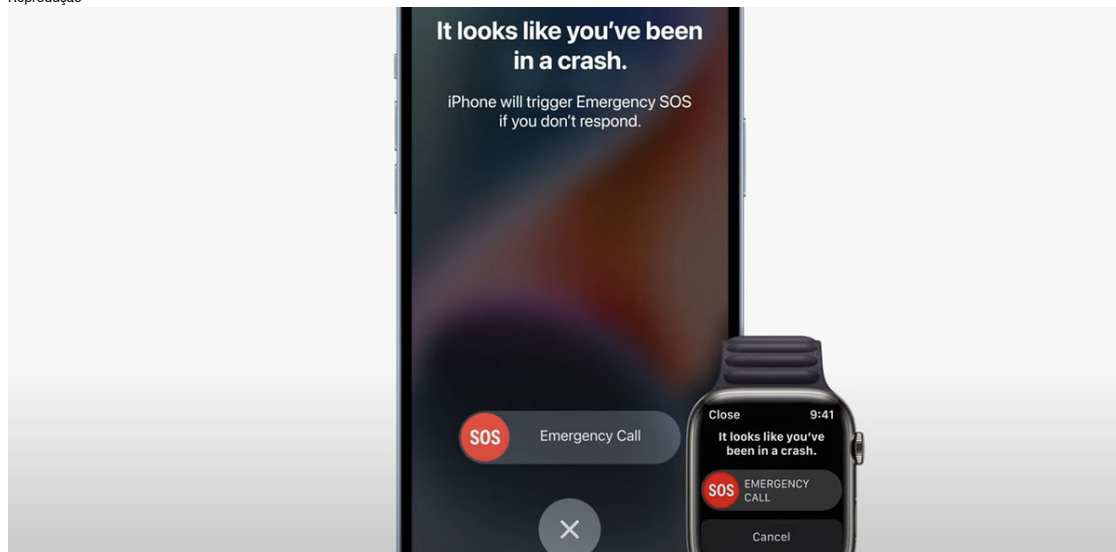 Reprodução
It looks like you've been
in a crash.
iPhone will trigger Emergency SOS
if you don't respond.
SOS Emergency Call
Close 9:41
It looks like you've
been in a crash.
SOS EMERGENCY
CALL
Cancel